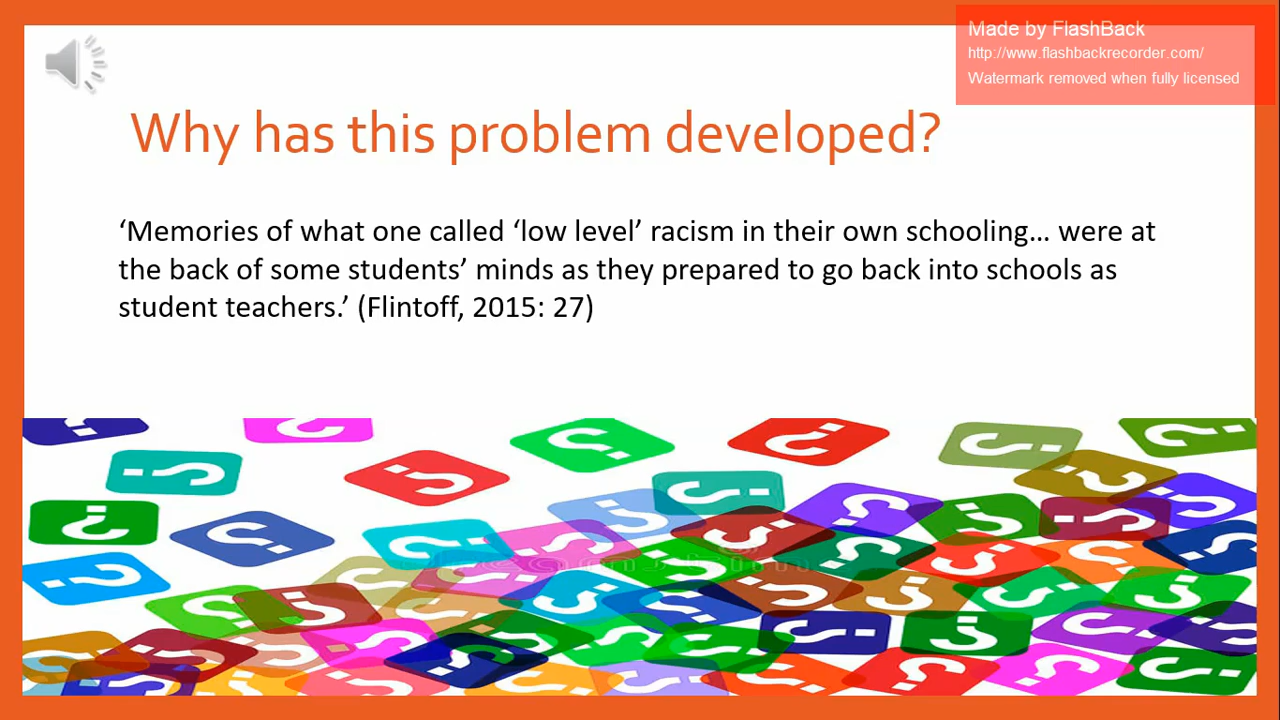 Made by FlashBack
http://www.flashbackrecorder.com/
Watermark removed when fully licensed
Why has this problem developed?
‘Memories of what one called ‘low level’ racism in their own schooling… were at
the back of some students’ minds as they prepared to go back into schools as
student teachers.’ (Flintoff, 2015: 27)